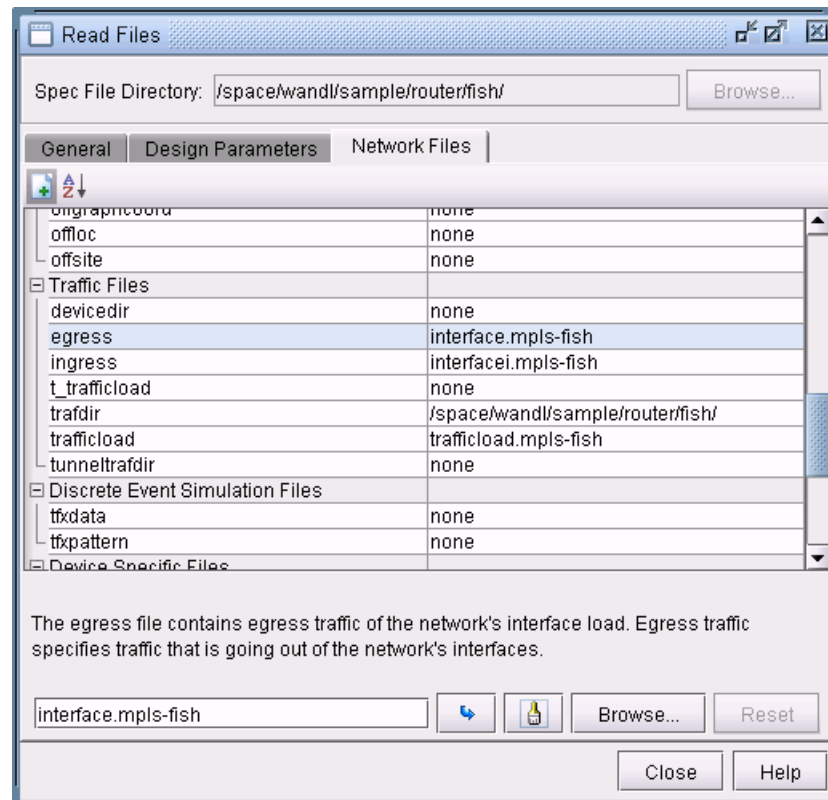 Read Files
Spec File Directory: /space/wandl/sample/router/fish/ Browse...
General Design Parameters Network Files
none
offloc none
offsite none
Traffic Files
devicedir none
egress interface.mpls-fish
ingress interfacei.mpls-fish
t_trafficload none
trafdir /space/wandl/sample/router/fish/
trafficload trafficload.mpls-fish
tunneltrafdir none
Discrete Event Simulation Files
tfxdata none
tfxpattern none
Device Specific Files
The egress file contains egress traffic of the network's interface load. Egress traffic
specifies traffic that is going out of the network's interfaces.
interface.mpls-fish Browse... Reset
Close Help